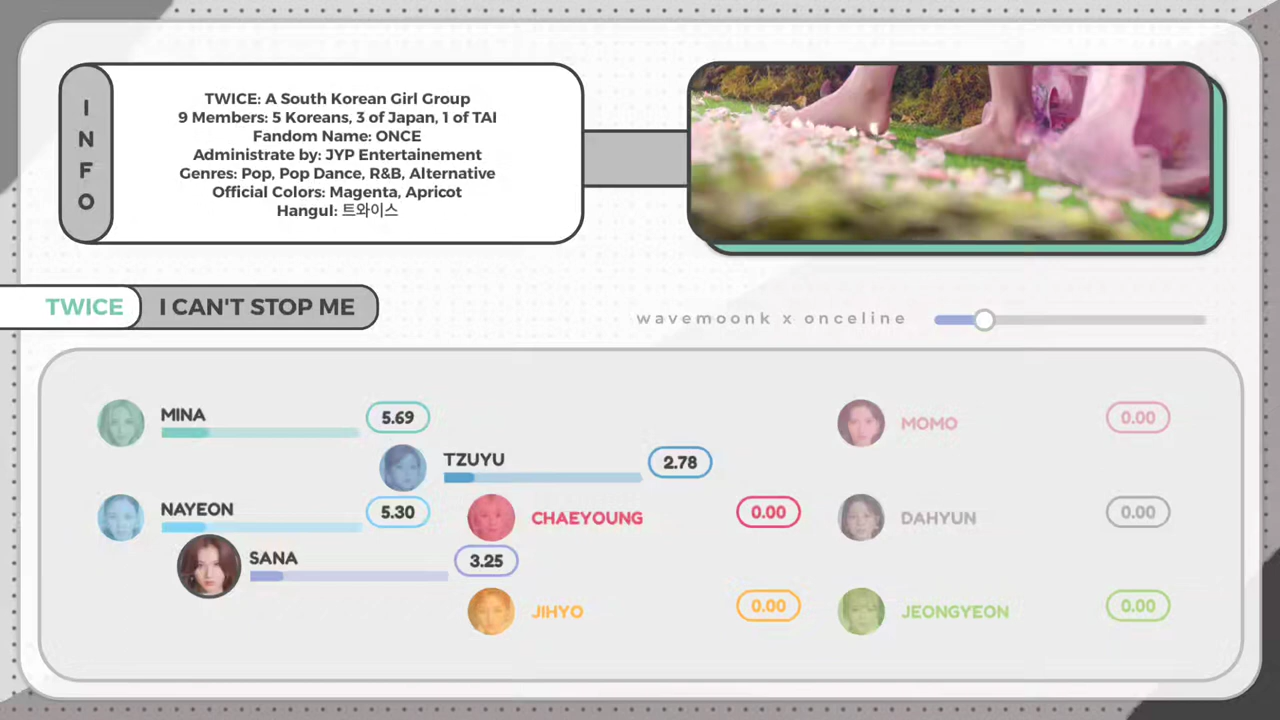 INFO
TWICE: A South Korean Girl Group
9 Members: 5 Koreans, 3 of Japan, 1 of TAI
Fandom Name: ONCE
Administrate by: JYP Entertainement
Genres: Pop, Pop Dance, R&B, Alternative
Official Colors: Magenta, Apricot
Hangul: 트와이스
TWICE I CAN'T STOP ME
wavemoonk x onceline
MINA 5.69
TZUYU 2.78
NAYEON 5.30
SANA 3.25
CHAEYOUNG 0.00
JIHYO 0.00
MOMO 0.00
DAHYUN 0.00
JEONGYEON 0.00